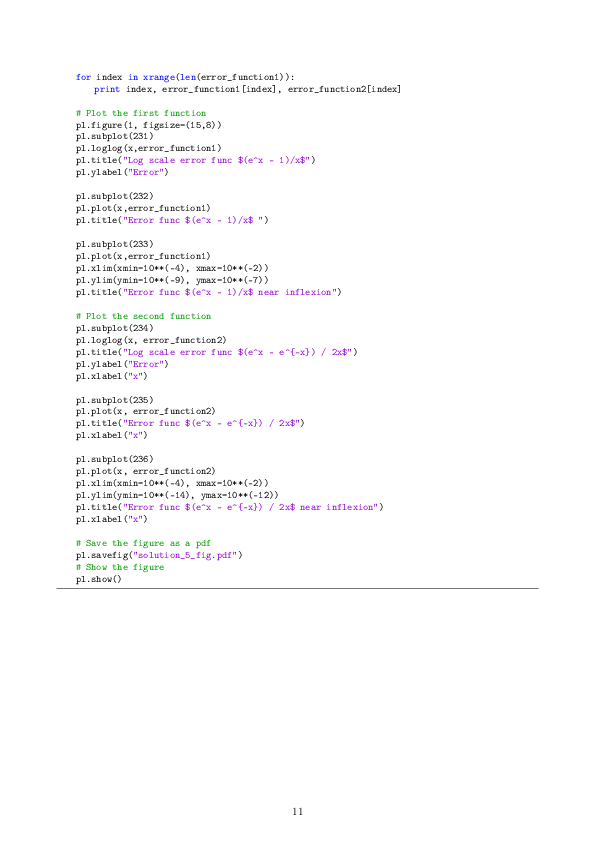 for index in xrange(len(error_function1)):
    print index, error_function1[index], error_function2[index]
# Plot the first function
pl.figure(1, figsize=(15,8))
pl.subplot(231)
pl.loglog(x,error_function1)
pl.title("Log scale error func $(e^x - 1)/x$")
pl.ylabel("Error")
pl.subplot(232)
pl.plot(x,error_function1)
pl.title("Error func $(e^x - 1)/x$ ")
pl.subplot(233)
pl.plot(x,error_function1)
pl.xlim(xmin=10**(-4), xmax=10**(-2))
pl.ylim(ymin=10**(-9), ymax=10**(-7))
pl.title("Error func $(e^x - 1)/x$ near inflexion")
# Plot the second function
pl.subplot(234)
pl.loglog(x, error_function2)
pl.title("Log scale error func $(e^x - e^{-x}) / 2x$")
pl.ylabel("Error")
pl.xlabel("x")
pl.subplot(235)
pl.plot(x, error_function2)
pl.title("Error func $(e^x - e^{-x}) / 2x$")
pl.xlabel("x")
pl.subplot(236)
pl.plot(x, error_function2)
pl.xlim(xmin=10**(-4), xmax=10**(-2))
pl.ylim(ymin=10**(-14), ymax=10**(-12))
pl.title("Error func $(e^x - e^{-x}) / 2x$ near inflexion")
pl.xlabel("x")
# Save the figure as a pdf
pl.savefig("solution_5_fig.pdf")
# Show the figure
pl.show()
11